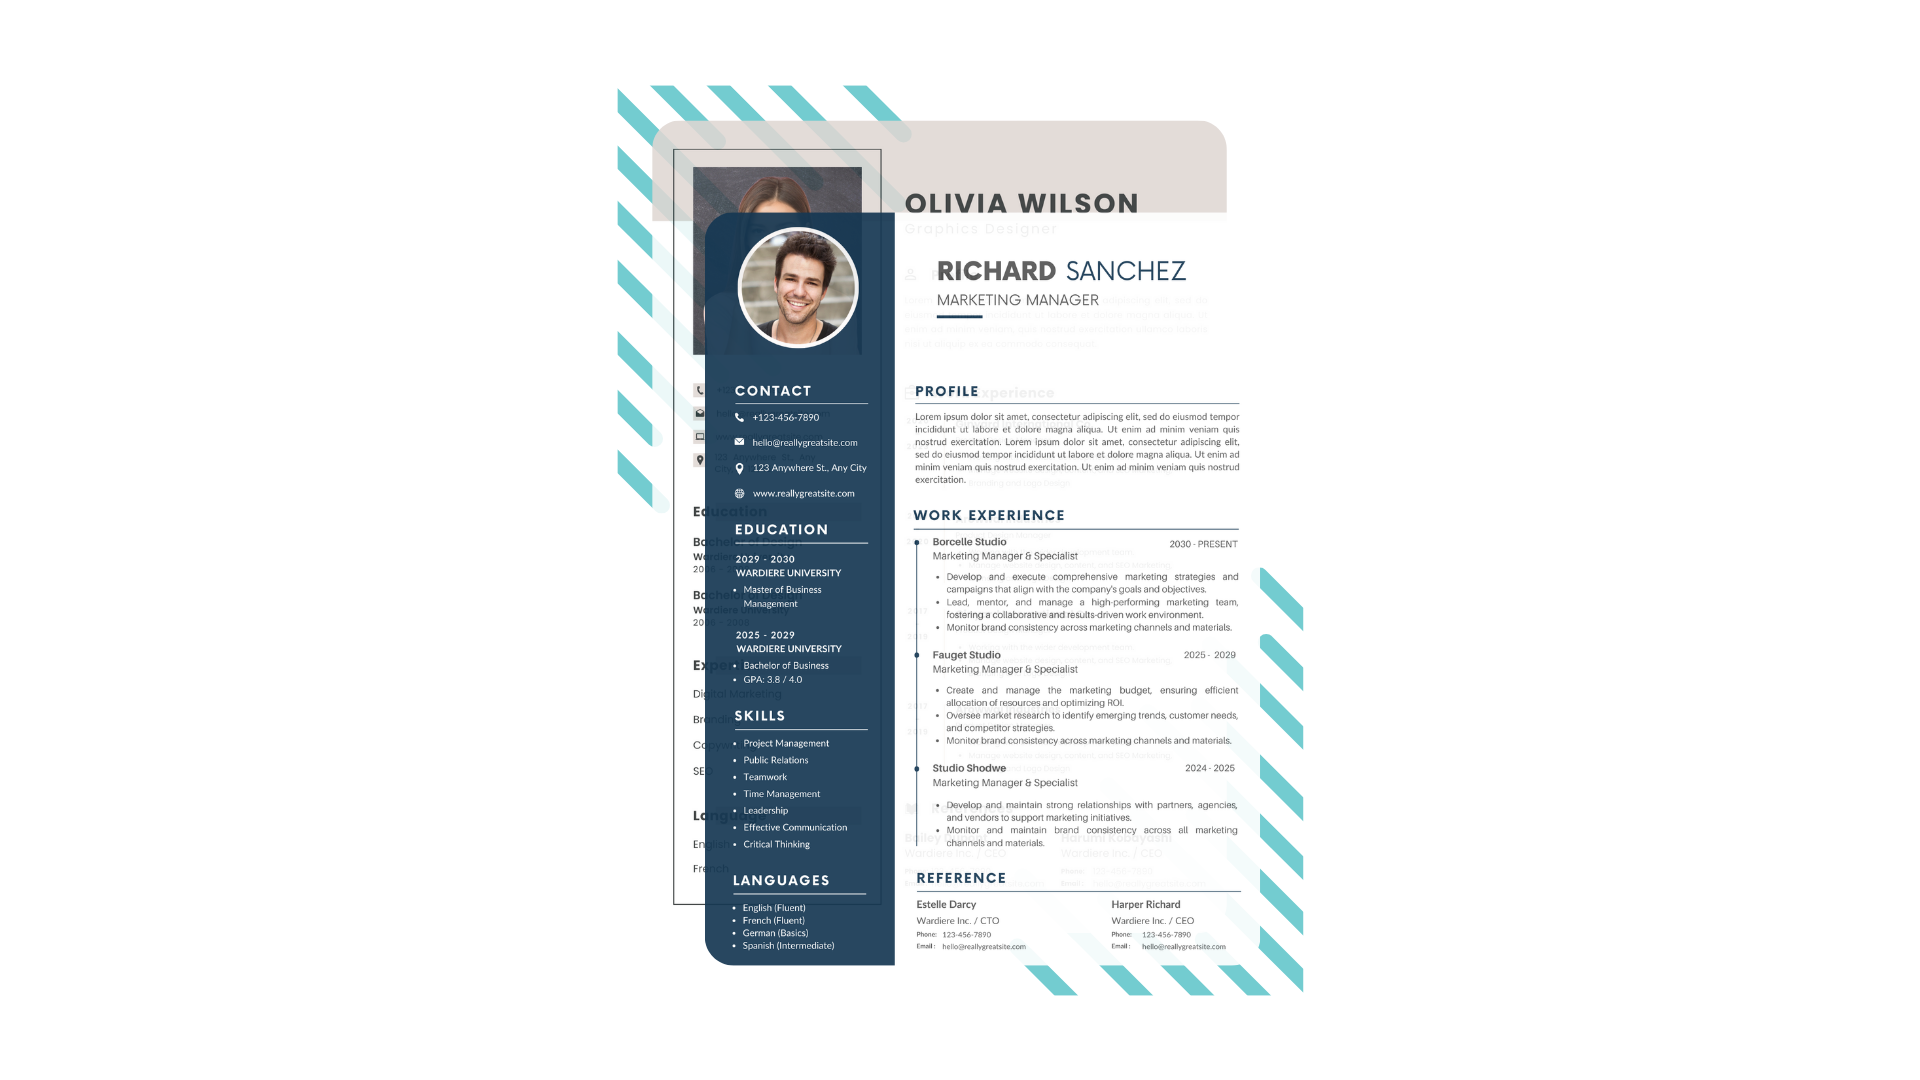 OLIVIA WILSON
Graphics Designer
RICHARD SANCHEZ
MARKETING MANAGER
CONTACT
+123-456-7890
hello@reallygreatsite.com
123 Anywhere St., Any City
www.reallygreatsite.com
EDUCATION
2029 - 2030
WARDIERE UNIVERSITY
• Master of Business
Management
2025 - 2029
WARDIERE UNIVERSITY
• Bachelor of Business
• GPA: 3.8 / 4.0
SKILLS
• Project Management
• Public Relations
• Teamwork
• Time Management
• Leadership
• Effective Communication
• Critical Thinking
LANGUAGES
• English (Fluent)
• French (Fluent)
• German (Basics)
• Spanish (Intermediate)
PROFILE
Lorem ipsum dolor sit amet, consectetur adipiscing elit, sed do eiusmod tempor
incididunt ut labore et dolore magna aliqua. Ut enim ad minim veniam quis
nostrud exercitation. Lorem ipsum dolor sit amet, consectetur adipiscing elit,
sed do eiusmod tempor incididunt ut labore et dolore magna aliqua. Ut enim ad
minim veniam quis nostrud exercitation. Ut enim ad minim veniam quis nostrud
exercitation.
WORK EXPERIENCE
Borcelle Studio
2030 - PRESENT
Marketing Manager & Specialist
• Develop and execute comprehensive marketing strategies and
campaigns that align with the company's goals and objectives.
• Lead, mentor, and manage a high-performing marketing team,
fostering a collaborative and results-driven work environment.
• Monitor brand consistency across marketing channels and materials.
Fauget Studio
2025 - 2029
Marketing Manager & Specialist
• Create and manage the marketing budget, ensuring efficient
allocation of resources and optimizing ROI.
• Oversee market research to identify emerging trends, customer needs,
and competitor strategies.
• Monitor brand consistency across marketing channels and materials.
Studio Shodwe
2024 - 2025
Marketing Manager & Specialist
• Develop and maintain strong relationships with partners, agencies,
and vendors to support marketing initiatives.
• Monitor and maintain brand consistency across all marketing
channels and materials.
REFERENCE
Estelle Darcy
Wardiere Inc. / CTO
Phone: 123-456-7890
Email : hello@reallygreatsite.com
Harper Richard
Wardiere Inc. / CEO
Phone: 123-456-7890
Email : hello@reallygreatsite.com
Education
Bachelor of Design
Wardiere University
Bachelor of Design
Wardiere University
Expertise
Digital Marketing
Branding
SEO
Language
English
French